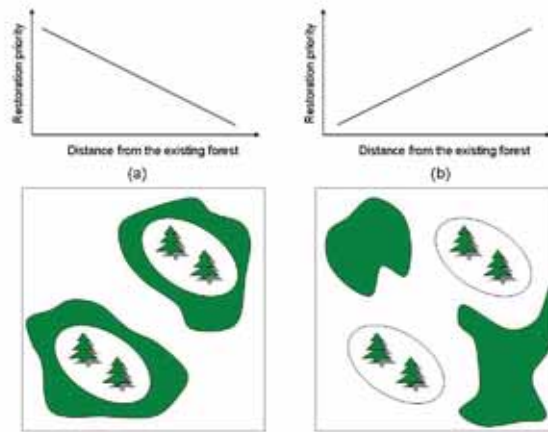 Restoration priority
Distance from the existing forest
(a)
Restoration priority
Distance from the existing forest
(b)